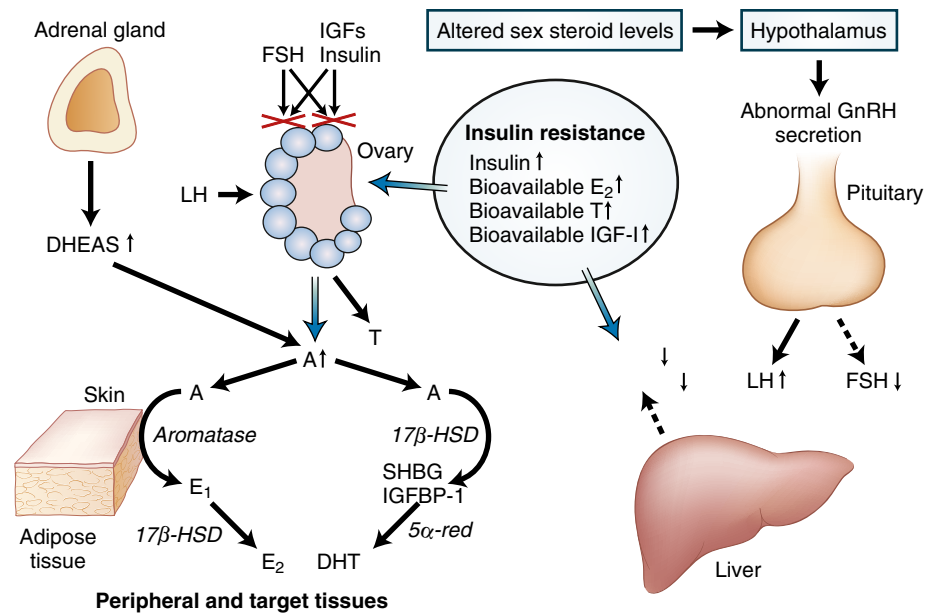 Adrenal gland
IGFs
FSH Insulin
Altered sex steroid levels
Hypothalamus
Abnormal GnRH
secretion
Pituitary
Ovary
LH
Insulin resistance
Insulin ↑
Bioavailable E₂↑
Bioavailable T↑
Bioavailable IGF-I↑
DHEAS ↑
T
A↑
LH ↑
FSH ↓
↓
↓
Skin
A
A
Aromatase
17β-HSD
SHBG
IGFBP-1
E₁
Adipose
tissue
17β-HSD
5α-red
E₂
DHT
Liver
Peripheral and target tissues